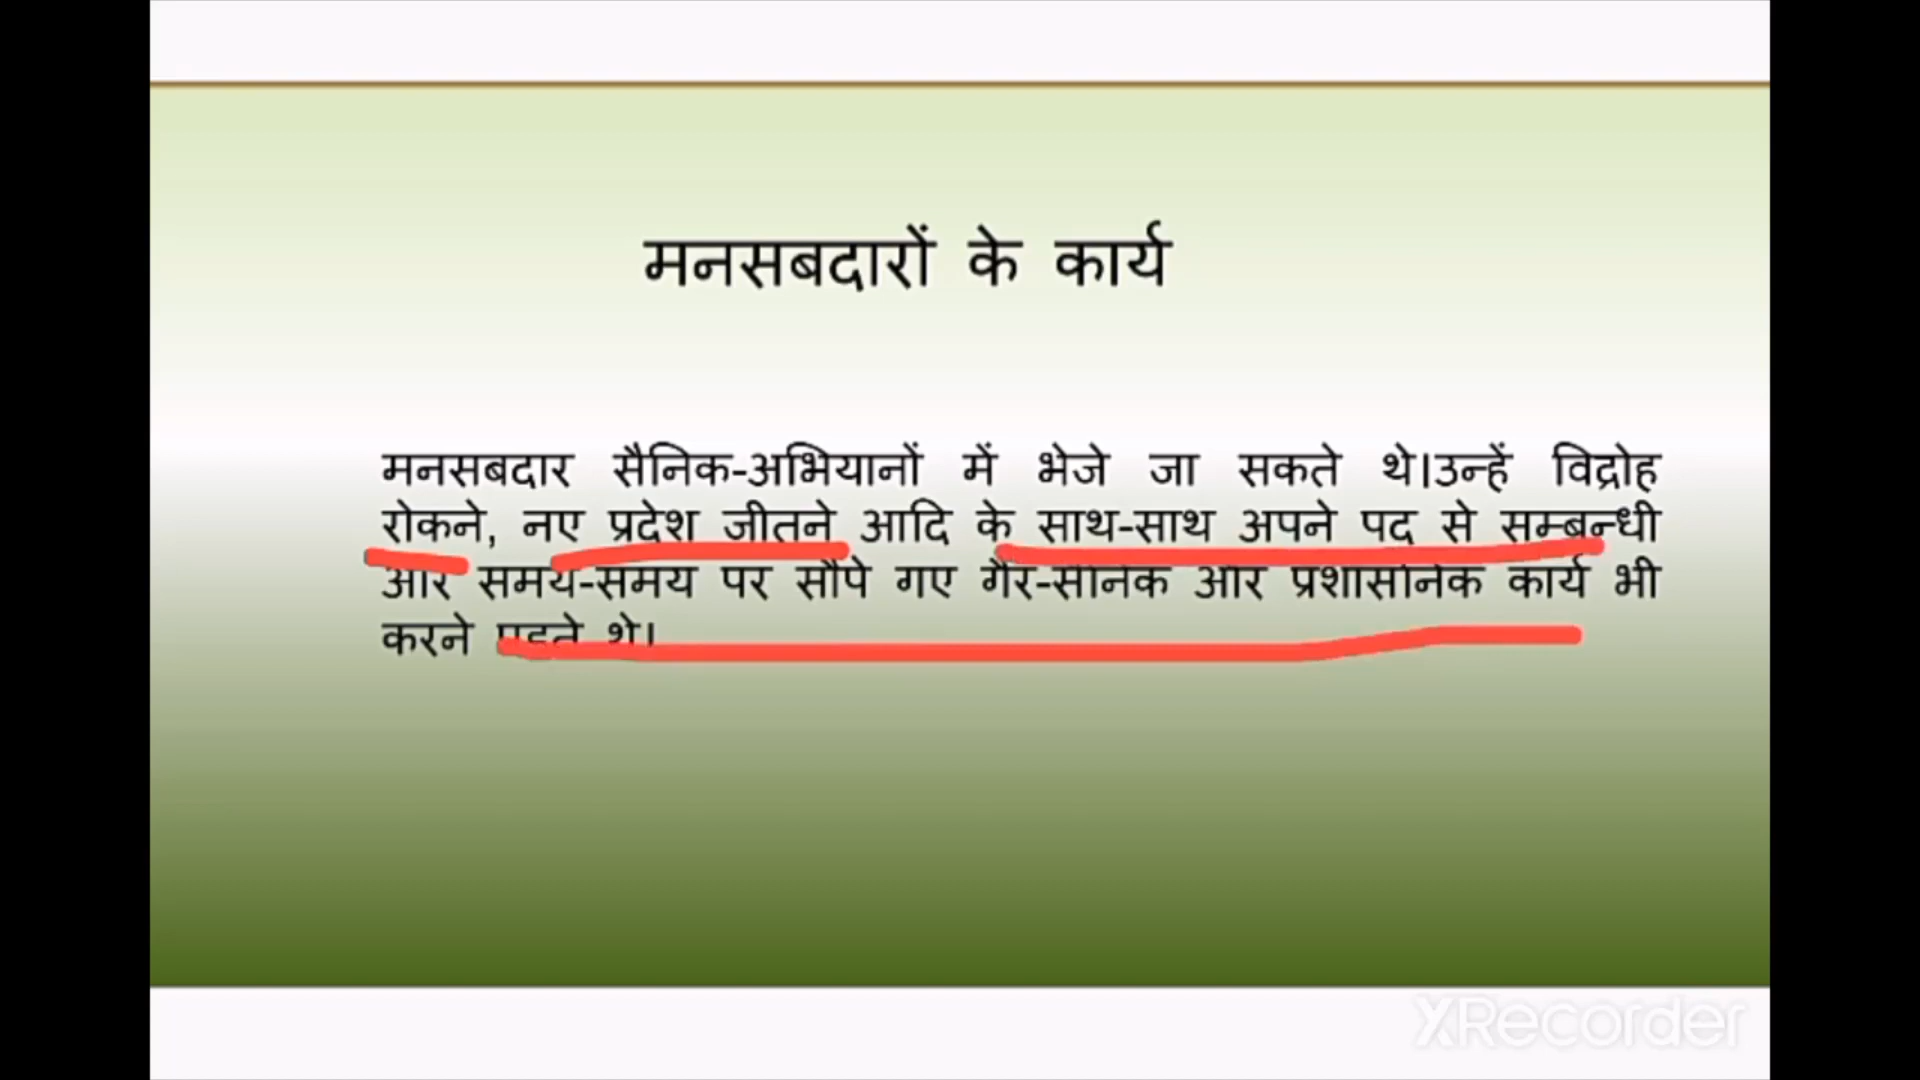 मनसबदारों के कार्य
मनसबदार सैनिक-अभियानों में भेजे जा सकते थे।उन्हें विद्रोह
रोकने, नए प्रदेश जीतने आदि के साथ-साथ अपने पद से सम्बन्धी
और समय-समय पर सौंपे गए गैर-सैनिक और प्रशासनिक कार्य भी
करने पड़ते थे।
XRecorder